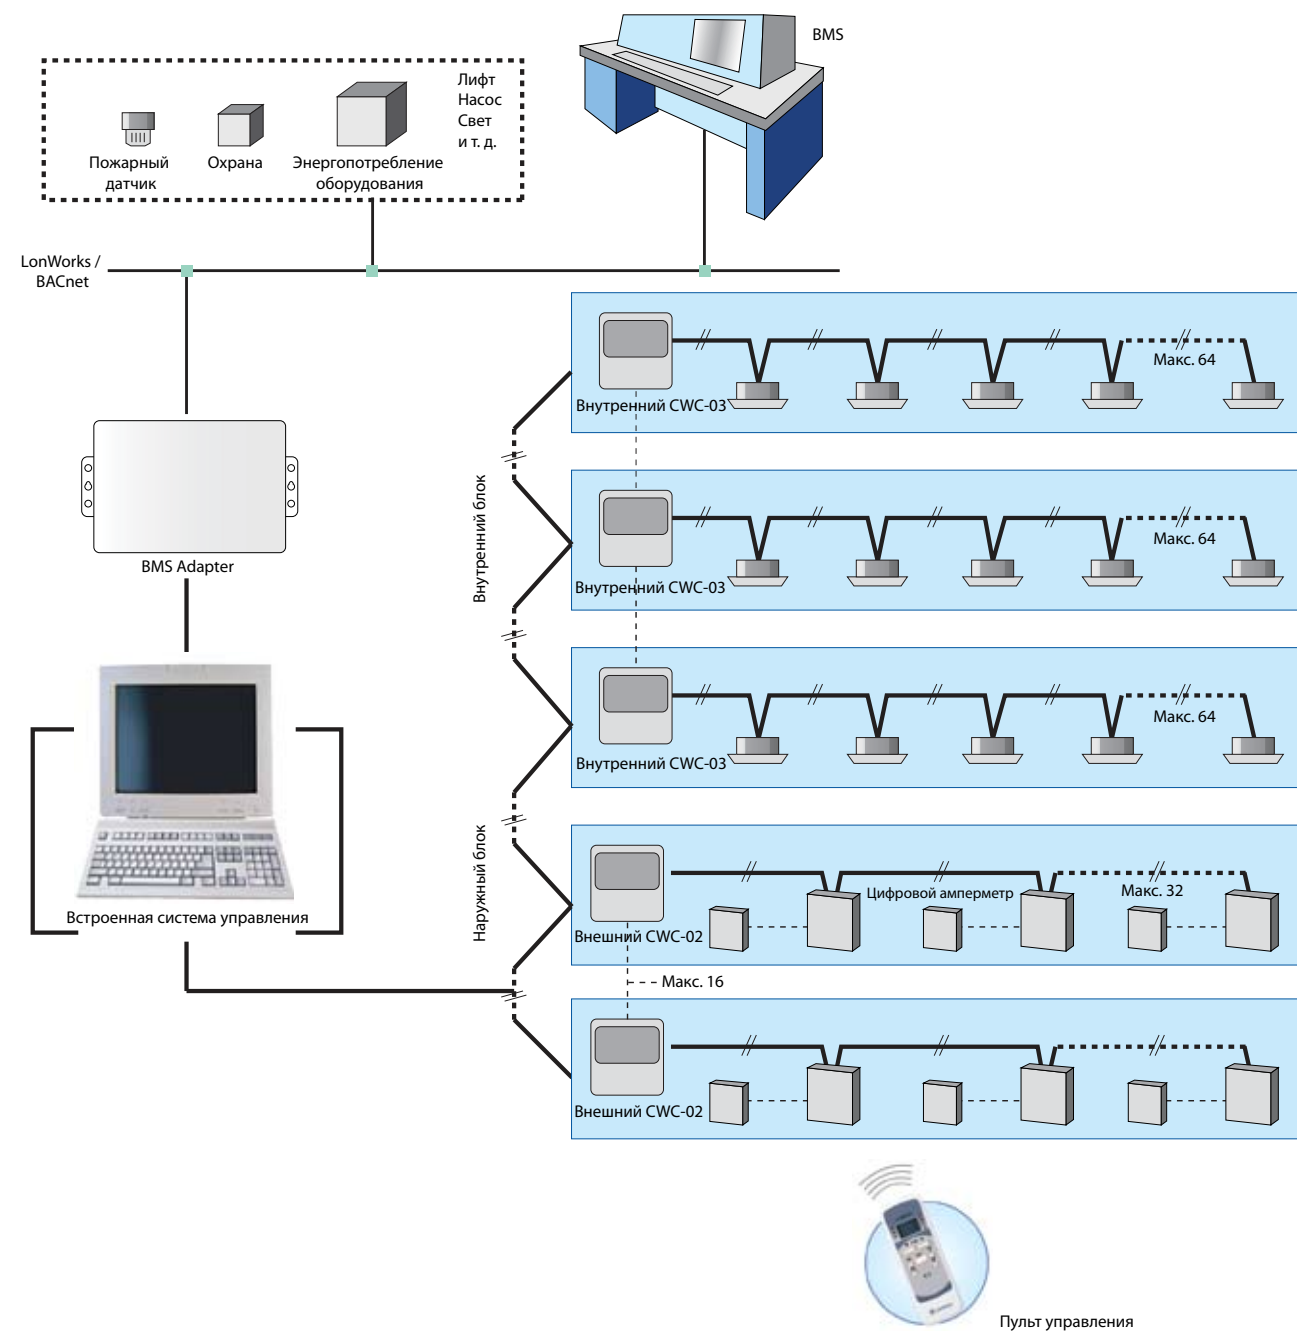 BMS
Лифт
Насос
Свет
и т. д.
Пожарный
датчик
Охрана
Энергопотребление
оборудования
LonWorks /
BACnet
BMS Adapter
Встроенная система управления
Внутренний блок
Наружный блок
Макс. 64
Внутренний CWC-03
Макс. 64
Внутренний CWC-03
Макс. 64
Внутренний CWC-03
Цифровой амперметр
Макс. 32
Внешний CWC-02
Макс. 16
Внешний CWC-02
Пульт управления